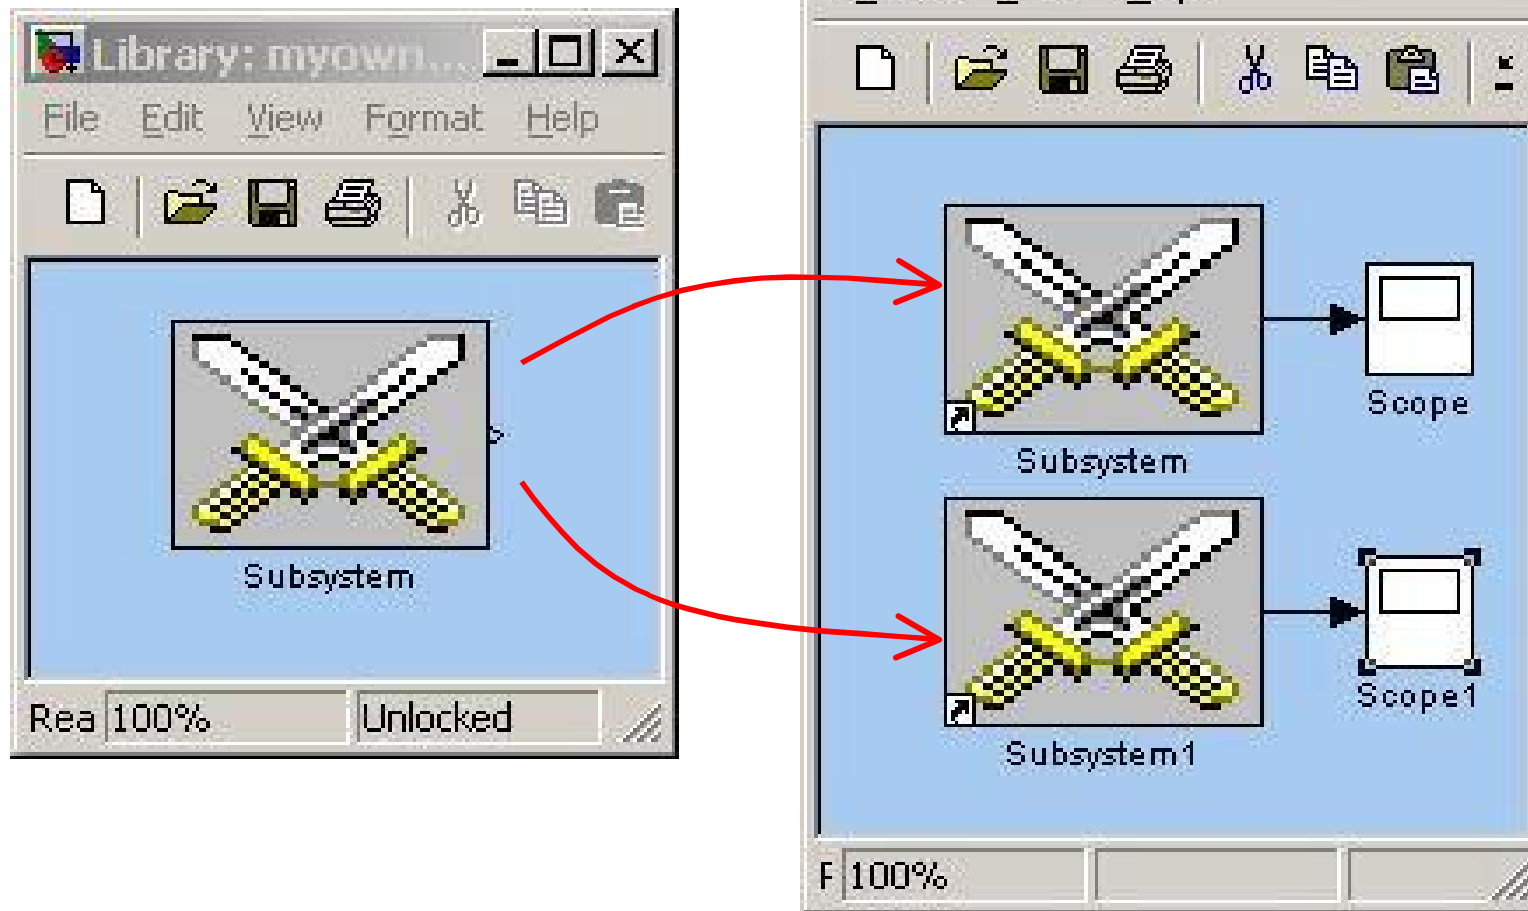 Library: myown...
File Edit View Format Help
Subsystem
Rea 100% Unlocked
Subsystem
Scope
Subsystem1
Scope1
F 100%